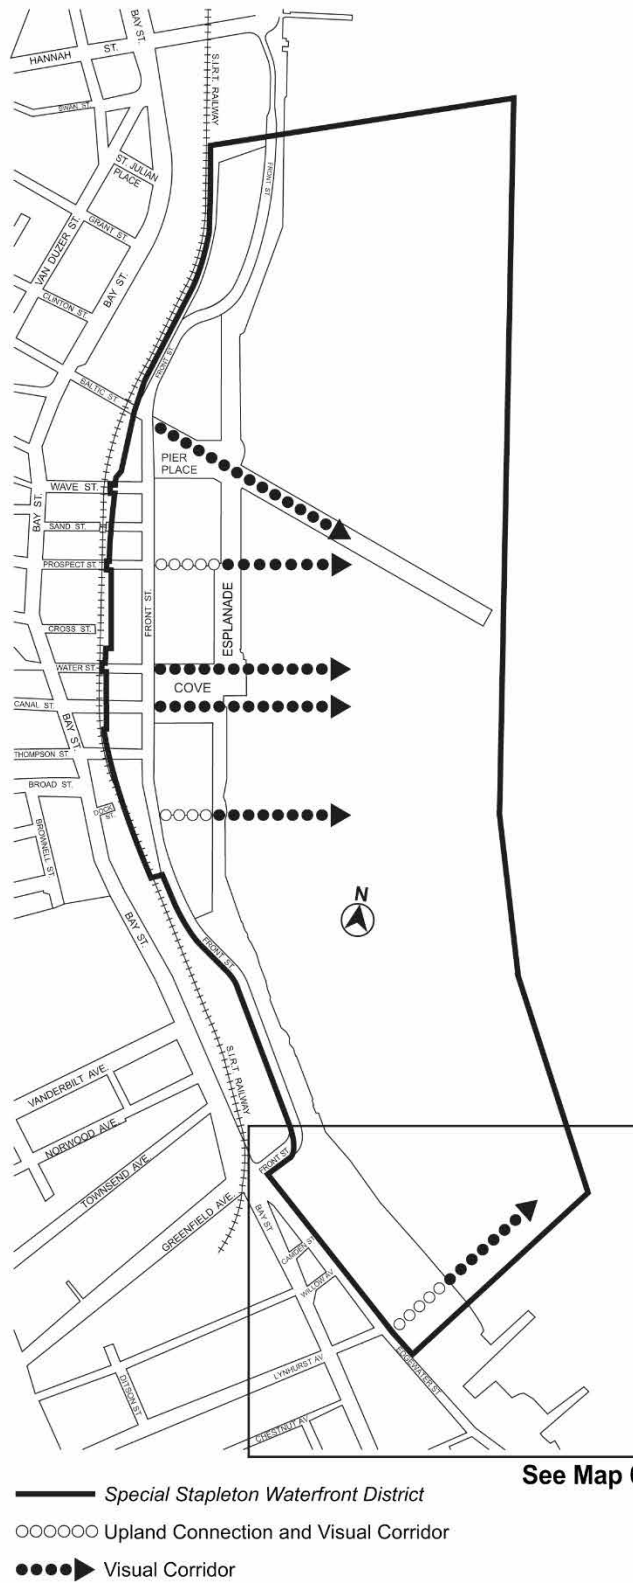 BAY ST.
HANNAH ST.
S.I.R.T. RAILWAY
SWAN ST.
ST. JULIAN
PLACE
FRONT ST.
GRANT ST.
VAN DUZER ST.
BAY ST.
CLINTON ST.
FRONT ST.
BALTIC ST.
PIER
PLACE
WAVE ST.
BAY ST.
SAND ST.
PROSPECT ST.
FRONT ST.
ESPLANADE
CROSS ST.
WATER ST.
COVE
CANAL ST.
BAY ST.
THOMPSON ST.
BROAD ST.
DOCK
ST.
BROWNELL ST.
N
BAY ST.
FRONT ST.
S.I.R.T. RAILWAY
VANDERBILT AVE.
NORWOOD AVE.
TOWNSEND AVE.
FRONT ST.
GREENFIELD AVE.
BAY ST
CAMDEN ST.
WILLOW AV
EDGEWATER ST.
LYNHURST AV
DITSON ST.
CHESTNUT AV
See Map
Special Stapleton Waterfront District
Upland Connection and Visual Corridor
Visual Corridor